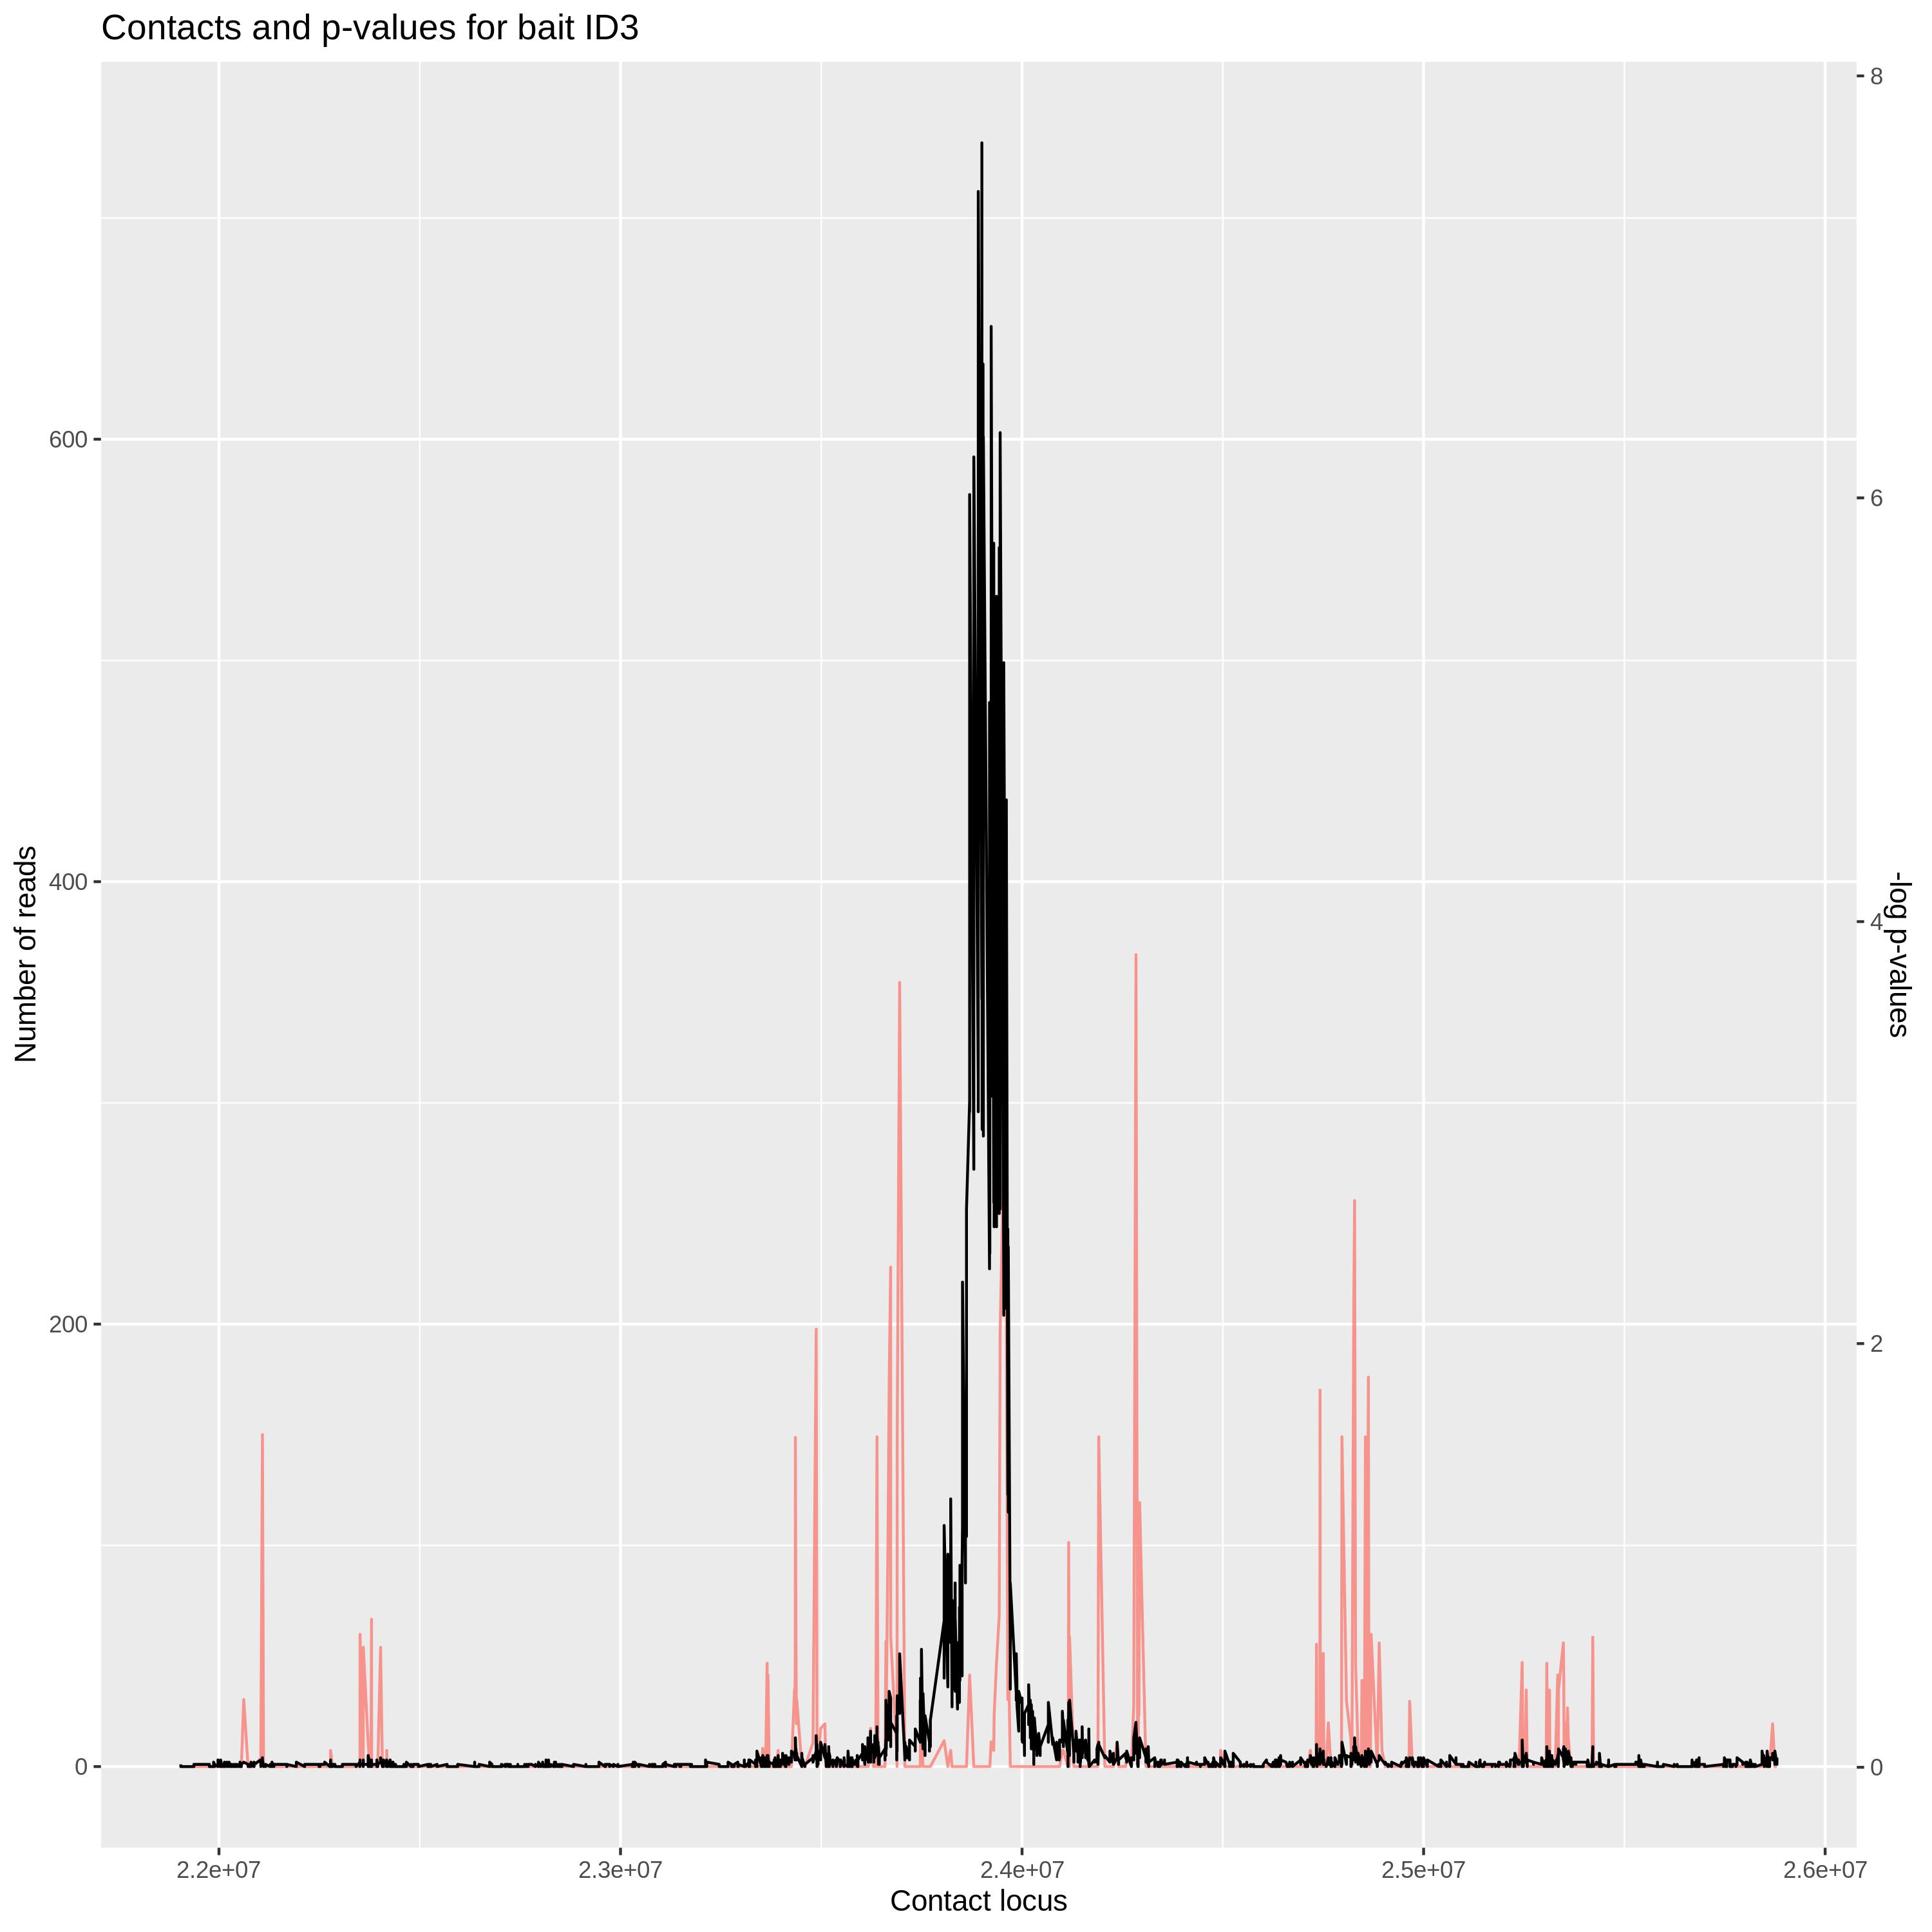 Contacts and p-values for bait ID3
8
600
6
Number of reads
400
4
-log p-values
200
2
0
0
2.2e+07
2.3e+07
2.4e+07
2.5e+07
2.6e+07
Contact locus